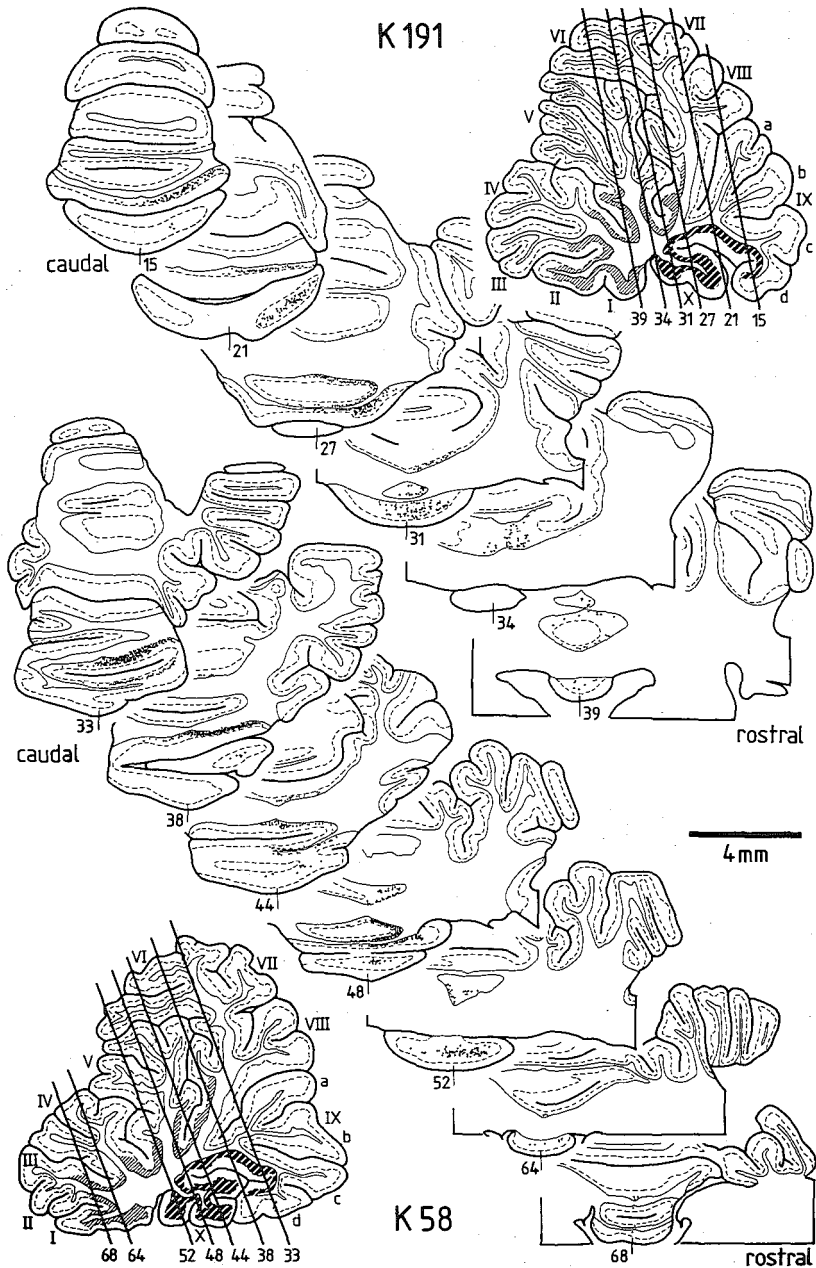 K 191
VI
VII
VIII
V
a
b
IX
IV
c
III
II
I
X
d
39 34 31 27 21 15
caudal
15
21
27
31
34
39
rostral
33
caudal
38
4mm
44
48
52
64
68
rostral
VI
VII
VIII
V
a
IV
IX
b
III
c
II
I
X
d
68 64 52 48 44 38 33
K 58